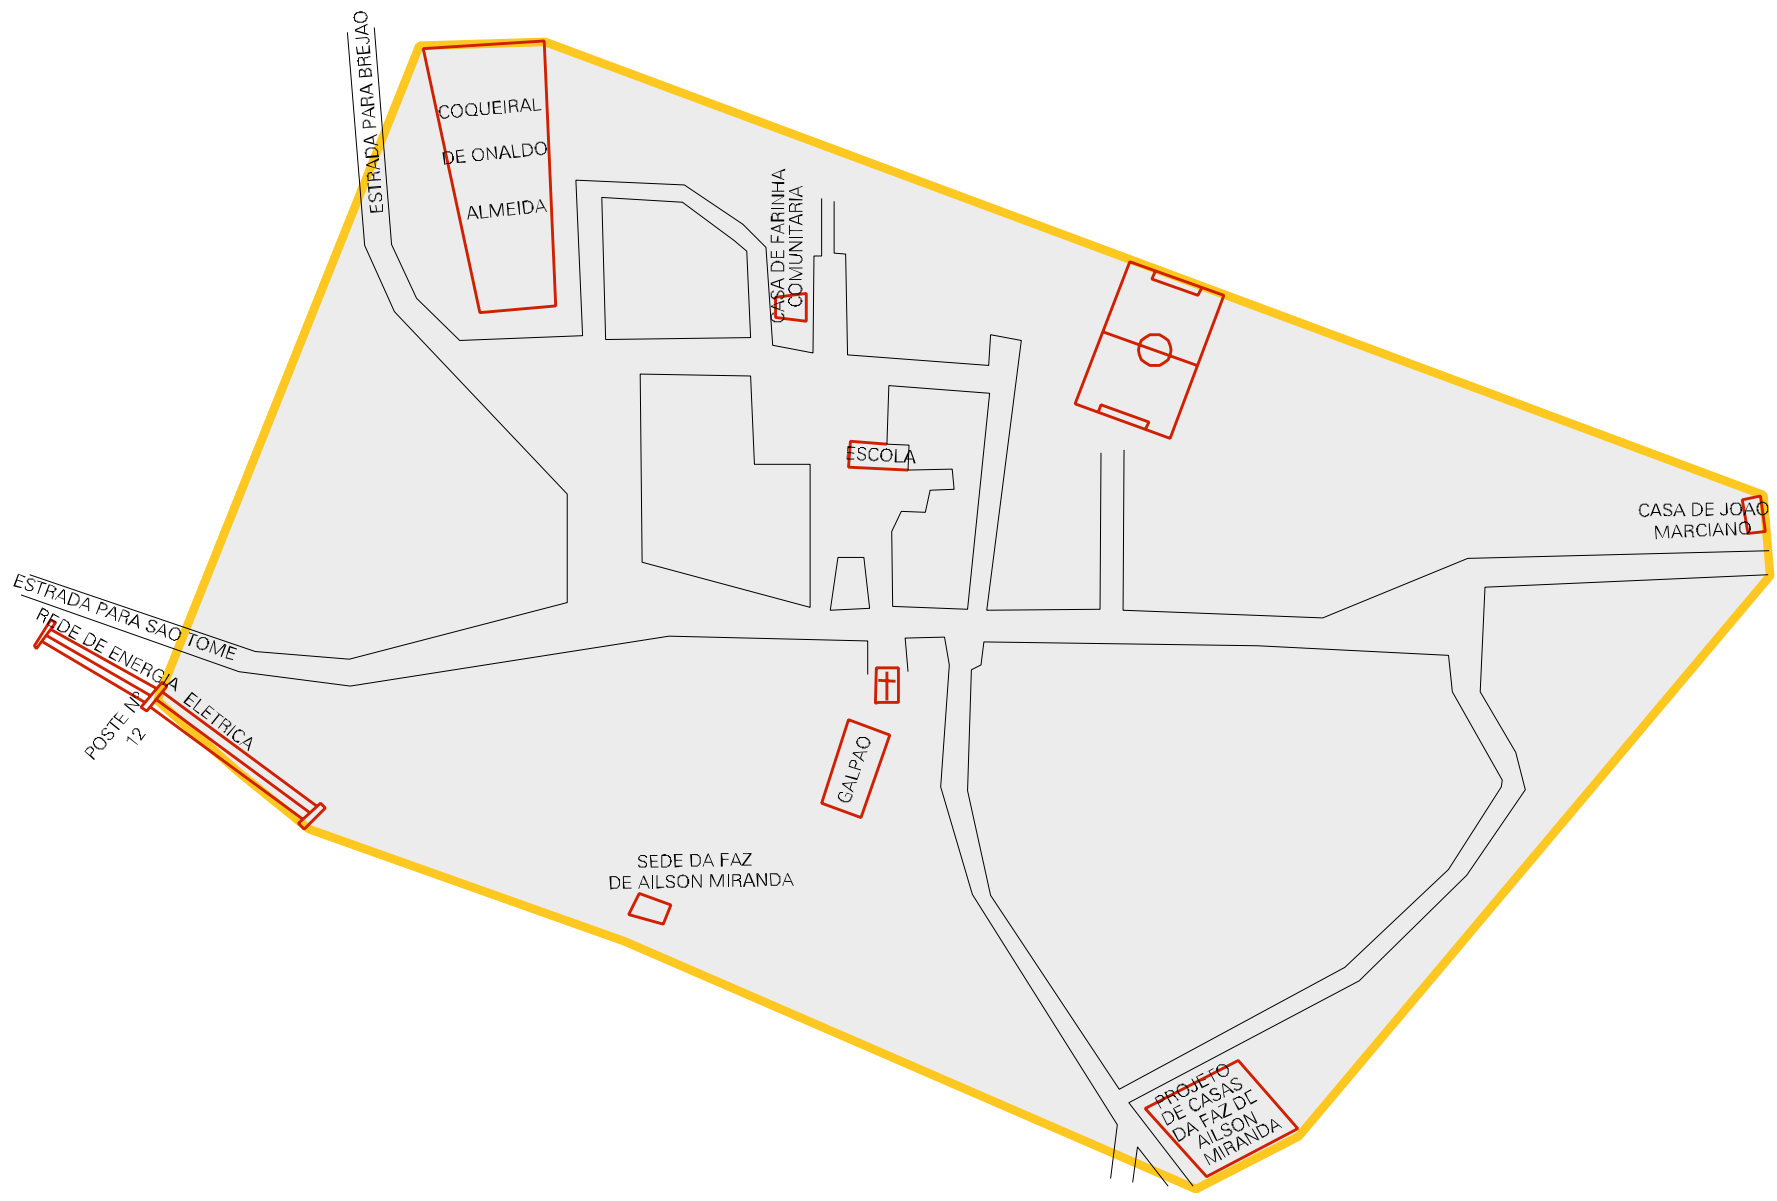 ESTRADA PARA BREJAO
COQUEIRAL
DE ONALDO
ALMEIDA
CASA DE FARINHA
COMUNITARIA
ESCOLA
CASA DE JOAO
MARCIANO
ESTRADA PARA SAO TOME
REDE DE ENERGIA ELETRICA
POSTE Nº
12
GALPAO
SEDE DA FAZ
DE AILSON MIRANDA
PROJETO
DE CASAS
DA FAZ DE
AILSON
MIRANDA